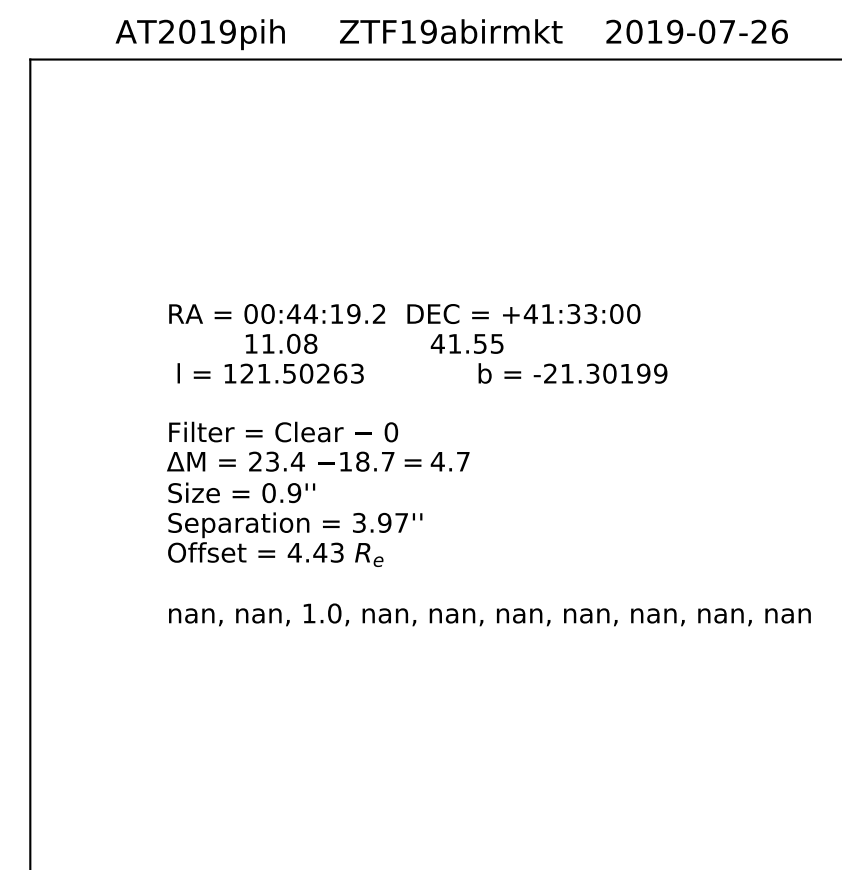 AT2019pih ZTF19abirmkt 2019-07-26
RA = 00:44:19.2 DEC = +41:33:00
11.08 41.55
l = 121.50263 b = -21.30199
Filter = Clear − 0
ΔM = 23.4 −18.7 = 4.7
Size = 0.9''
Separation = 3.97''
Offset = 4.43 Re
nan, nan, 1.0, nan, nan, nan, nan, nan, nan, nan